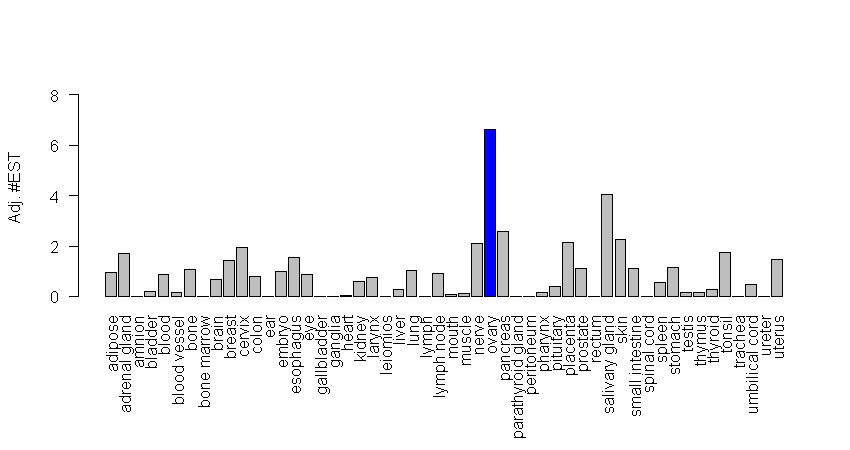 Adj. #EST
8
6
4
2
0
adipose
adrenal gland
amnion
bladder
blood
blood vessel
bone
bone marrow
brain
breast
cervix
colon
ear
embryo
esophagus
eye
gallbladder
ganglia
heart
kidney
larynx
leiomios
liver
lung
lymph
lymph node
mouth
muscle
nerve
ovary
pancreas
parathyroid gland
peritoneum
pharynx
pituitary
placenta
prostate
rectum
salivary gland
skin
small intestine
spinal cord
spleen
stomach
testis
thymus
thyroid
tonsil
trachea
umbilical cord
ureter
uterus